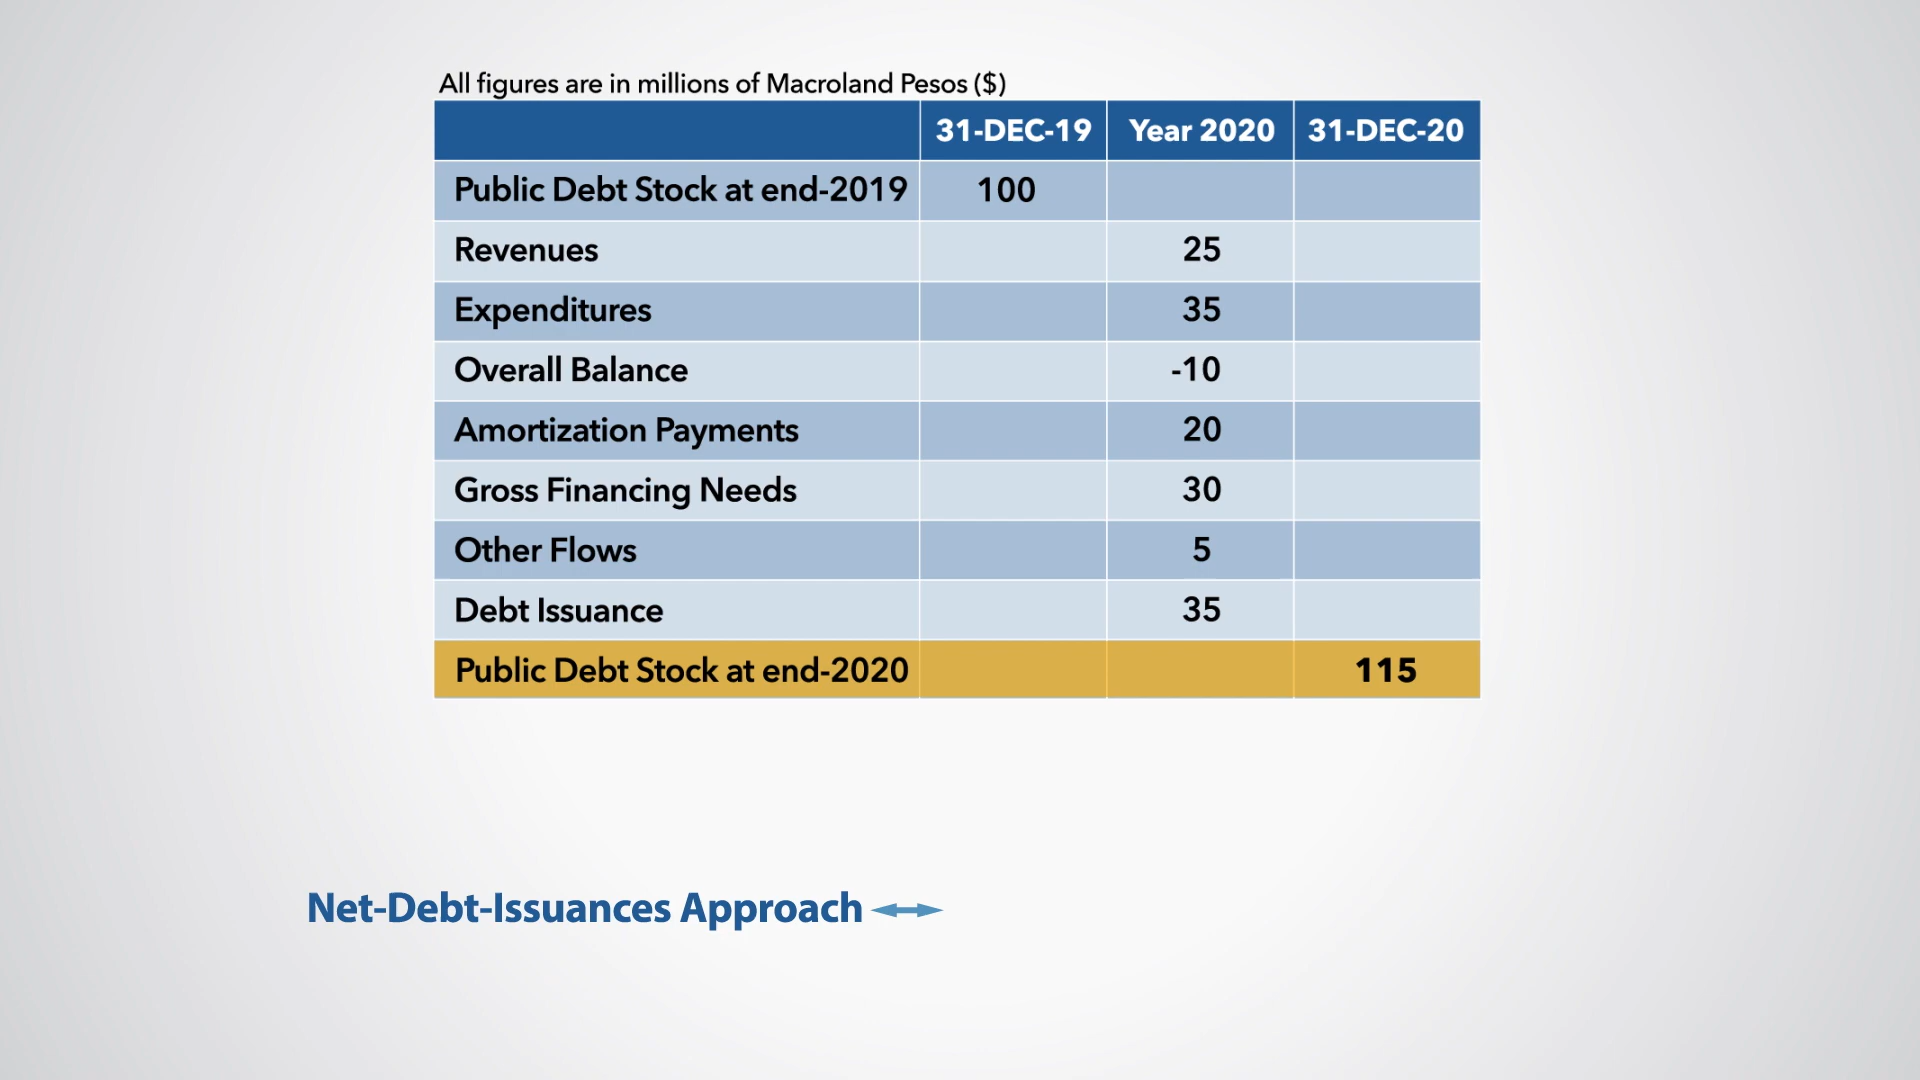 All figures are in millions of Macroland Pesos ($)
31-DEC-19 Year 2020 31-DEC-20
Public Debt Stock at end-2019 100
Revenues 25
Expenditures 35
Overall Balance -10
Amortization Payments 20
Gross Financing Needs 30
Other Flows 5
Debt Issuance 35
Public Debt Stock at end-2020 115
Net-Debt-Issuances Approach